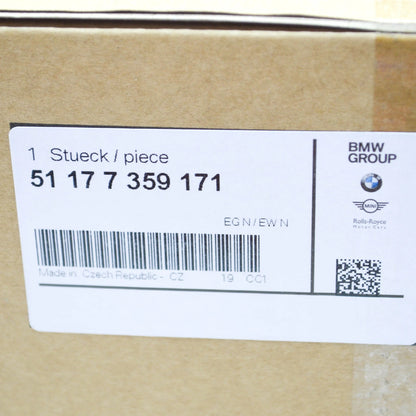 1 Stueck / piece
51 17 7 359 171
EG N / EW N
Made in Czech Republic - CZ 19 CC1
BMW
GROUP
MINI
Rolls-Royce
Motor Cars